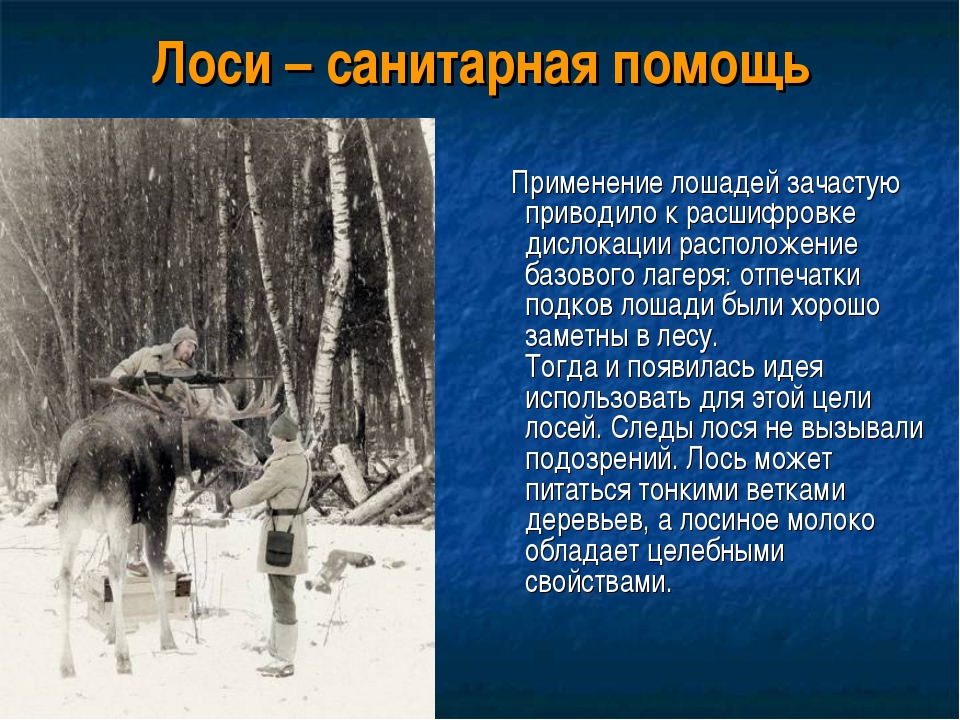 Лоси – санитарная помощь
Применение лошадей зачастую
приводило к расшифровке
дислокации расположение
базового лагеря: отпечатки
подков лошади были хорошо
заметны в лесу.
Тогда и появилась идея
использовать для этой цели
лосей. Следы лося не вызывали
подозрений. Лось может
питаться тонкими ветками
деревьев, а лосиное молоко
обладает целебными
свойствами.